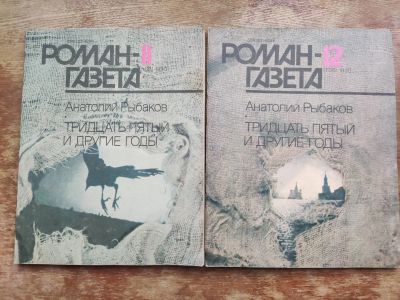 РОМАН-11
ГАЗЕТА
Анатолий Рыбаков
ТРИДЦАТЬ ПЯТЫЙ
И ДРУГИЕ ГОДЫ
РОМАН-12
ГАЗЕТА
Анатолий Рыбаков
ТРИДЦАТЬ ПЯТЫЙ
И ДРУГИЕ ГОДЫ